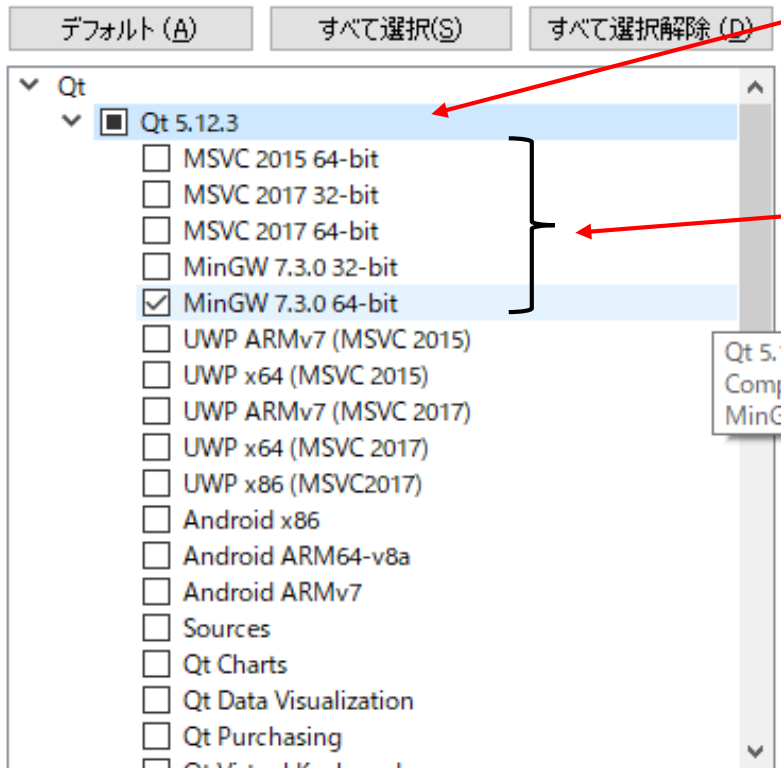 デフォルト (A) すべて選択(S) すべて選択解除 (D)
Qt
Qt 5.12.3
MSVC 2015 64-bit
MSVC 2017 32-bit
MSVC 2017 64-bit
MinGW 7.3.0 32-bit
MinGW 7.3.0 64-bit
UWP ARMv7 (MSVC 2015)
UWP x64 (MSVC 2015)
UWP ARMv7 (MSVC 2017)
UWP x64 (MSVC 2017)
UWP x86 (MSVC2017)
Android x86
Android ARM64-v8a
Android ARMv7
Sources
Qt Charts
Qt Data Visualization
Qt Purchasing
Qt 5.